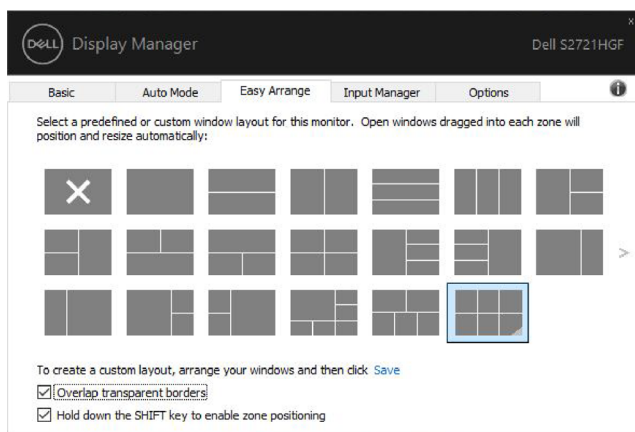 DELL Display Manager Dell S2721HGF
Basic Auto Mode Easy Arrange Input Manager Options
Select a predefined or custom window layout for this monitor. Open windows dragged into each zone will
position and resize automatically:
To create a custom layout, arrange your windows and then click Save
Overlap transparent borders
Hold down the SHIFT key to enable zone positioning